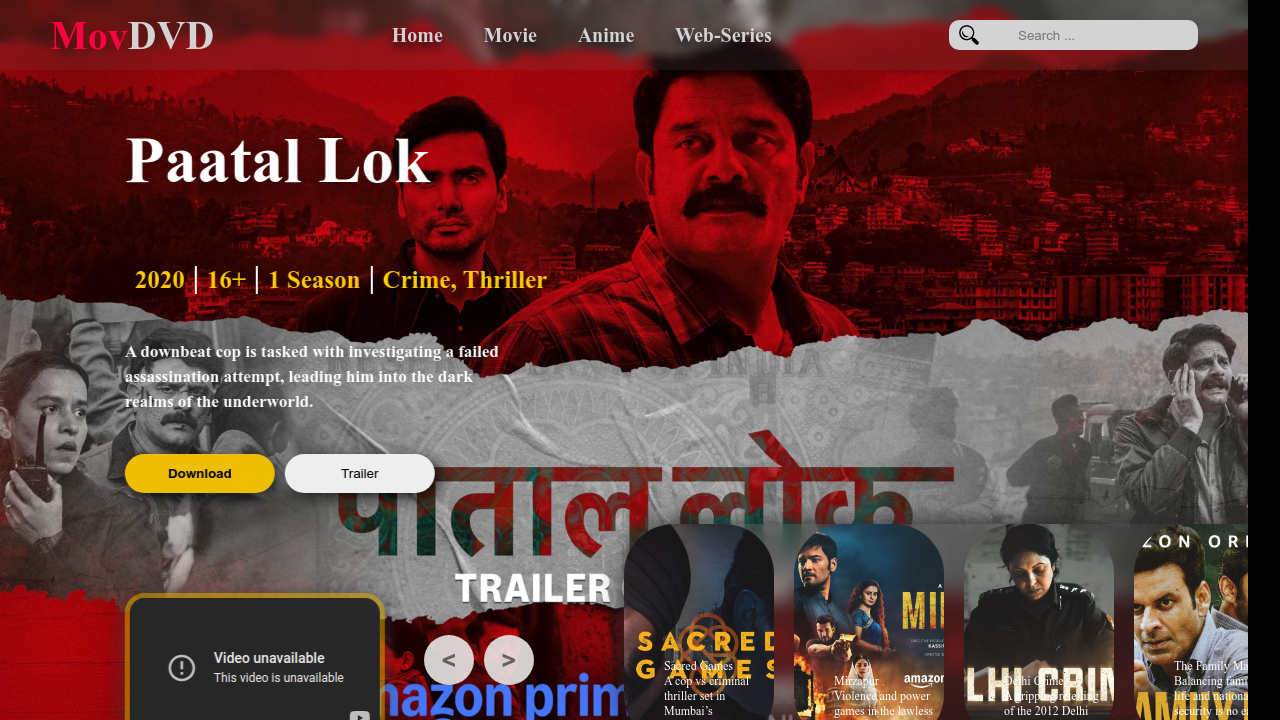 MovDVD
Home Movie Anime Web-Series
Search ...
Paatal Lok
2020 | 16+ | 1 Season | Crime, Thriller
INDIA
A downbeat cop is tasked with investigating a failed
assassination attempt, leading him into the dark
realms of the underworld.
Download Trailer
पाताल लोक
TRAILER
ZON ORI
SACRED
GAMES
MI
amazon
LHI CRIM
Video unavailable
This video is unavailable
< >
mazon prim
Sacred Games
A cop vs criminal
thriller set in
Mumbai's
Mirzapur
Violence and power
games in the lawless
Delhi Crime
A gripping retelling
of the 2012 Delhi
The Family Ma
Balancing fam
life and nationa
security is no ea